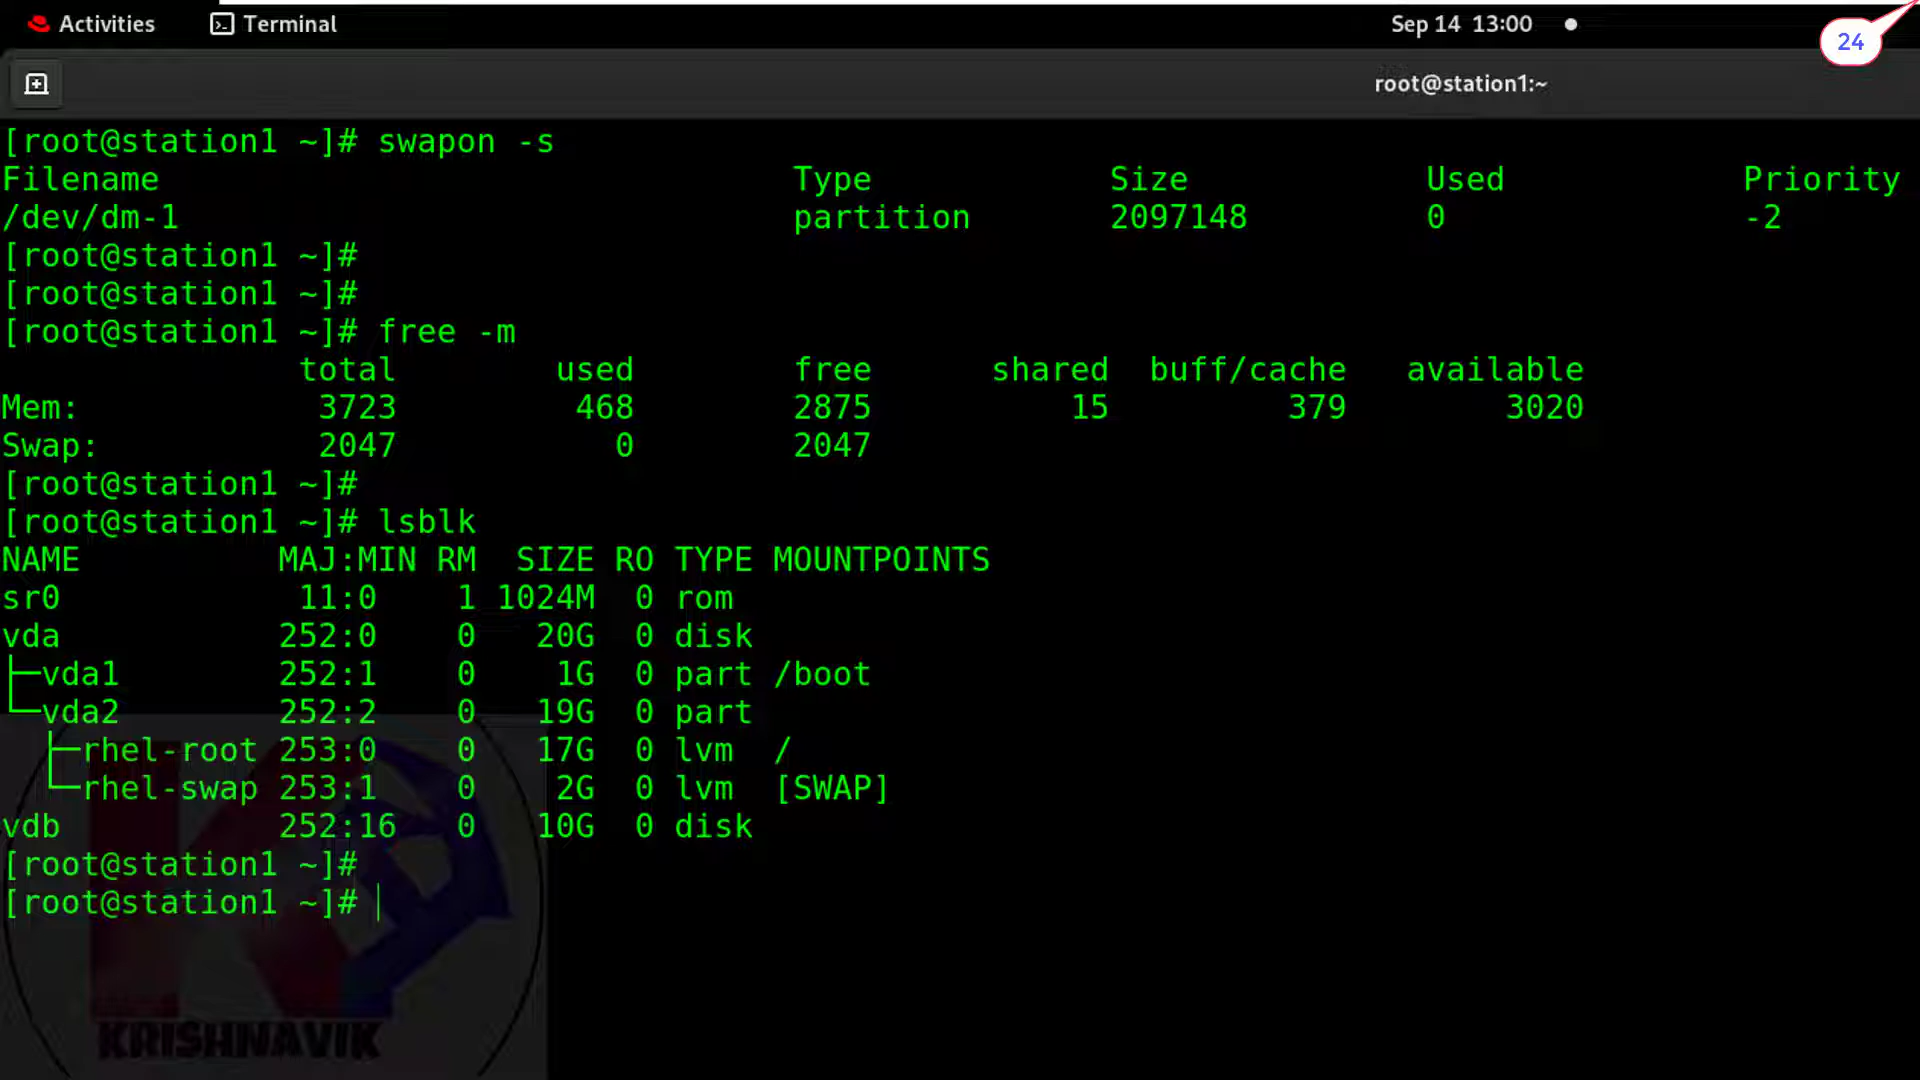 Activities Terminal Sep 14 13:00
24
root@station1:~
[root@station1 ~]# swapon -s
Filename Type Size Used Priority
/dev/dm-1 partition 2097148 0 -2
[root@station1 ~]#
[root@station1 ~]#
[root@station1 ~]# free -m
total used free shared buff/cache available
Mem: 3723 468 2875 15 379 3020
Swap: 2047 0 2047
[root@station1 ~]#
[root@station1 ~]# lsblk
NAME MAJ:MIN RM SIZE RO TYPE MOUNTPOINTS
sr0 11:0 1 1024M 0 rom
vda 252:0 0 20G 0 disk
├─vda1 252:1 0 1G 0 part /boot
└─vda2 252:2 0 19G 0 part
├─rhel-root 253:0 0 17G 0 lvm /
└─rhel-swap 253:1 0 2G 0 lvm [SWAP]
vdb 252:16 0 10G 0 disk
[root@station1 ~]#
[root@station1 ~]#
KRISHNAVIK